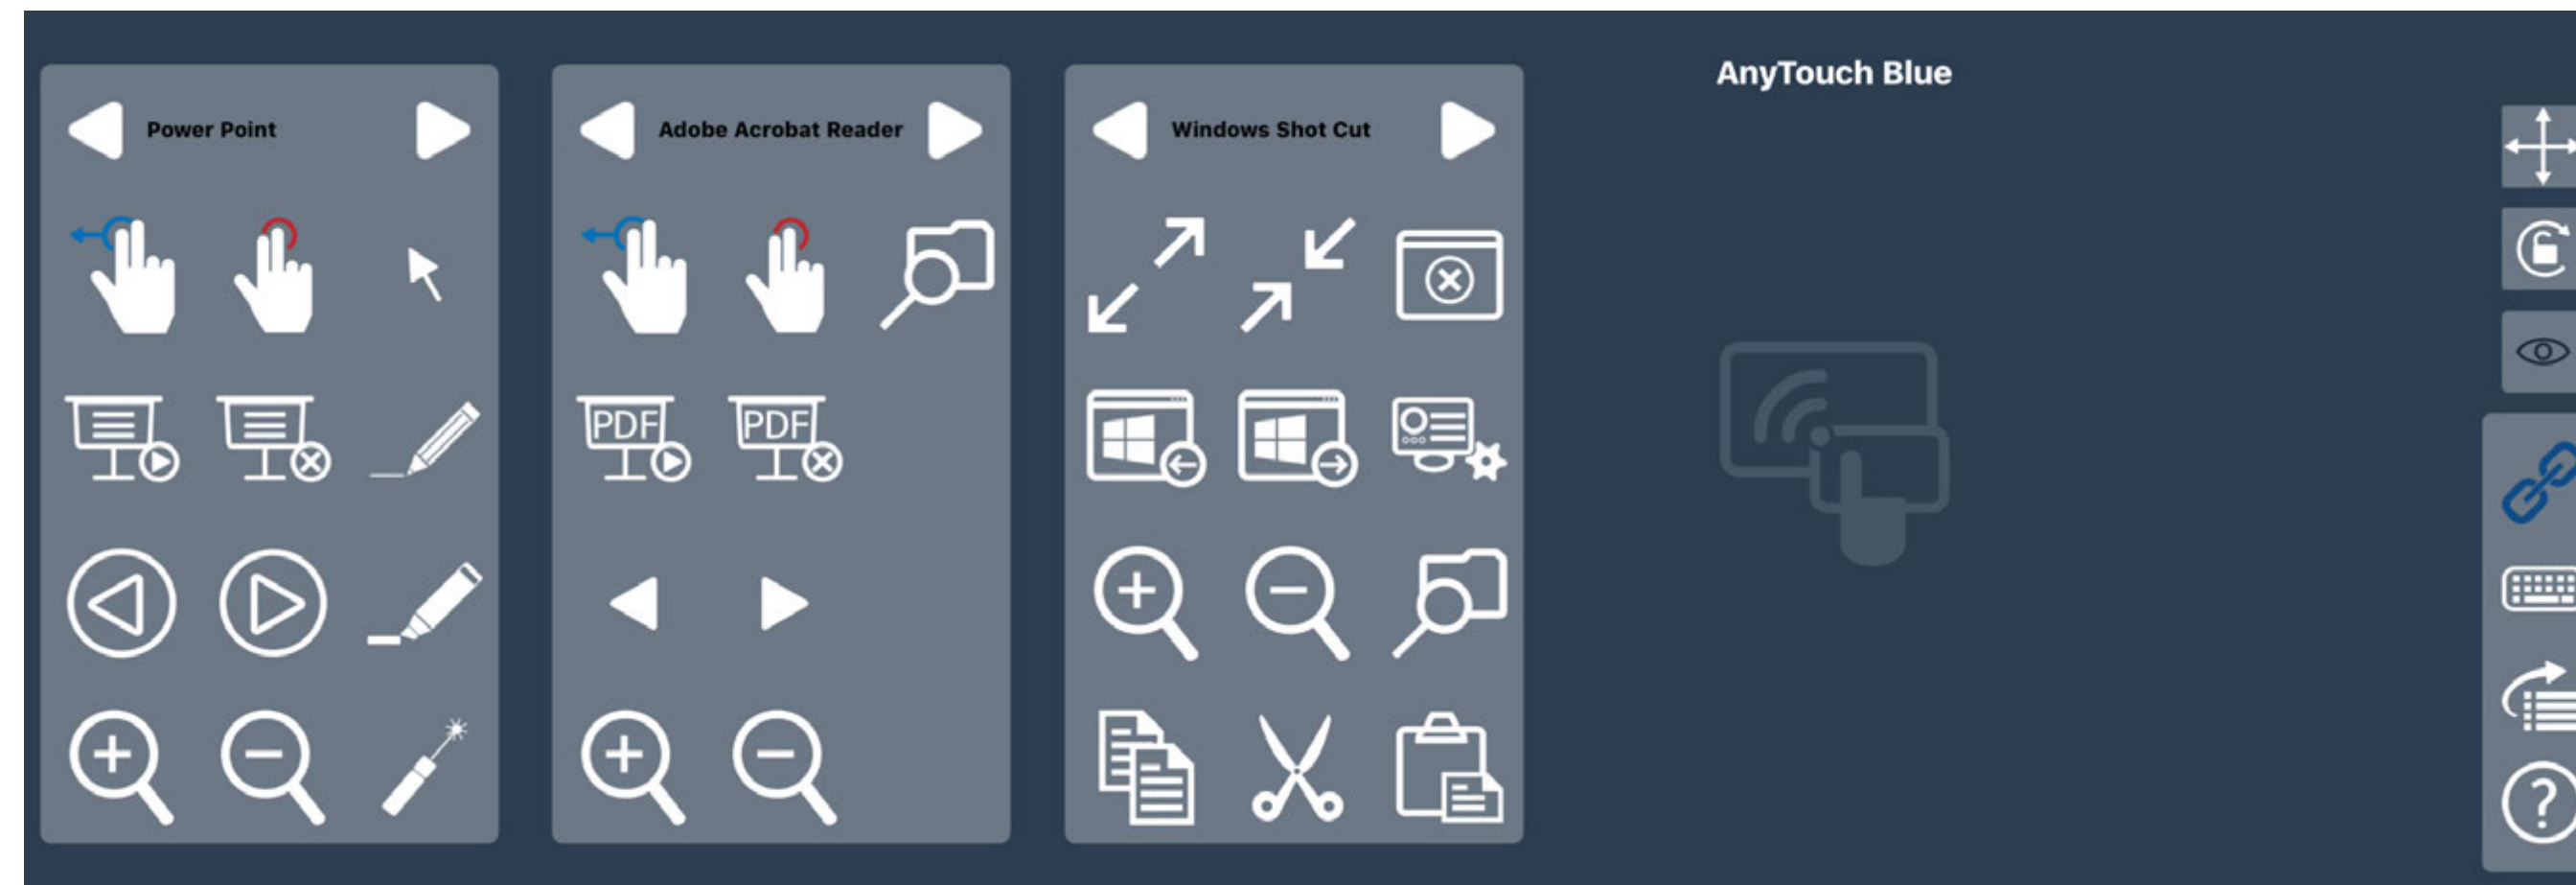 AnyTouch Blue
Power Point
Adobe Acrobat Reader
Windows Shot Cut
PDF
PDF
?